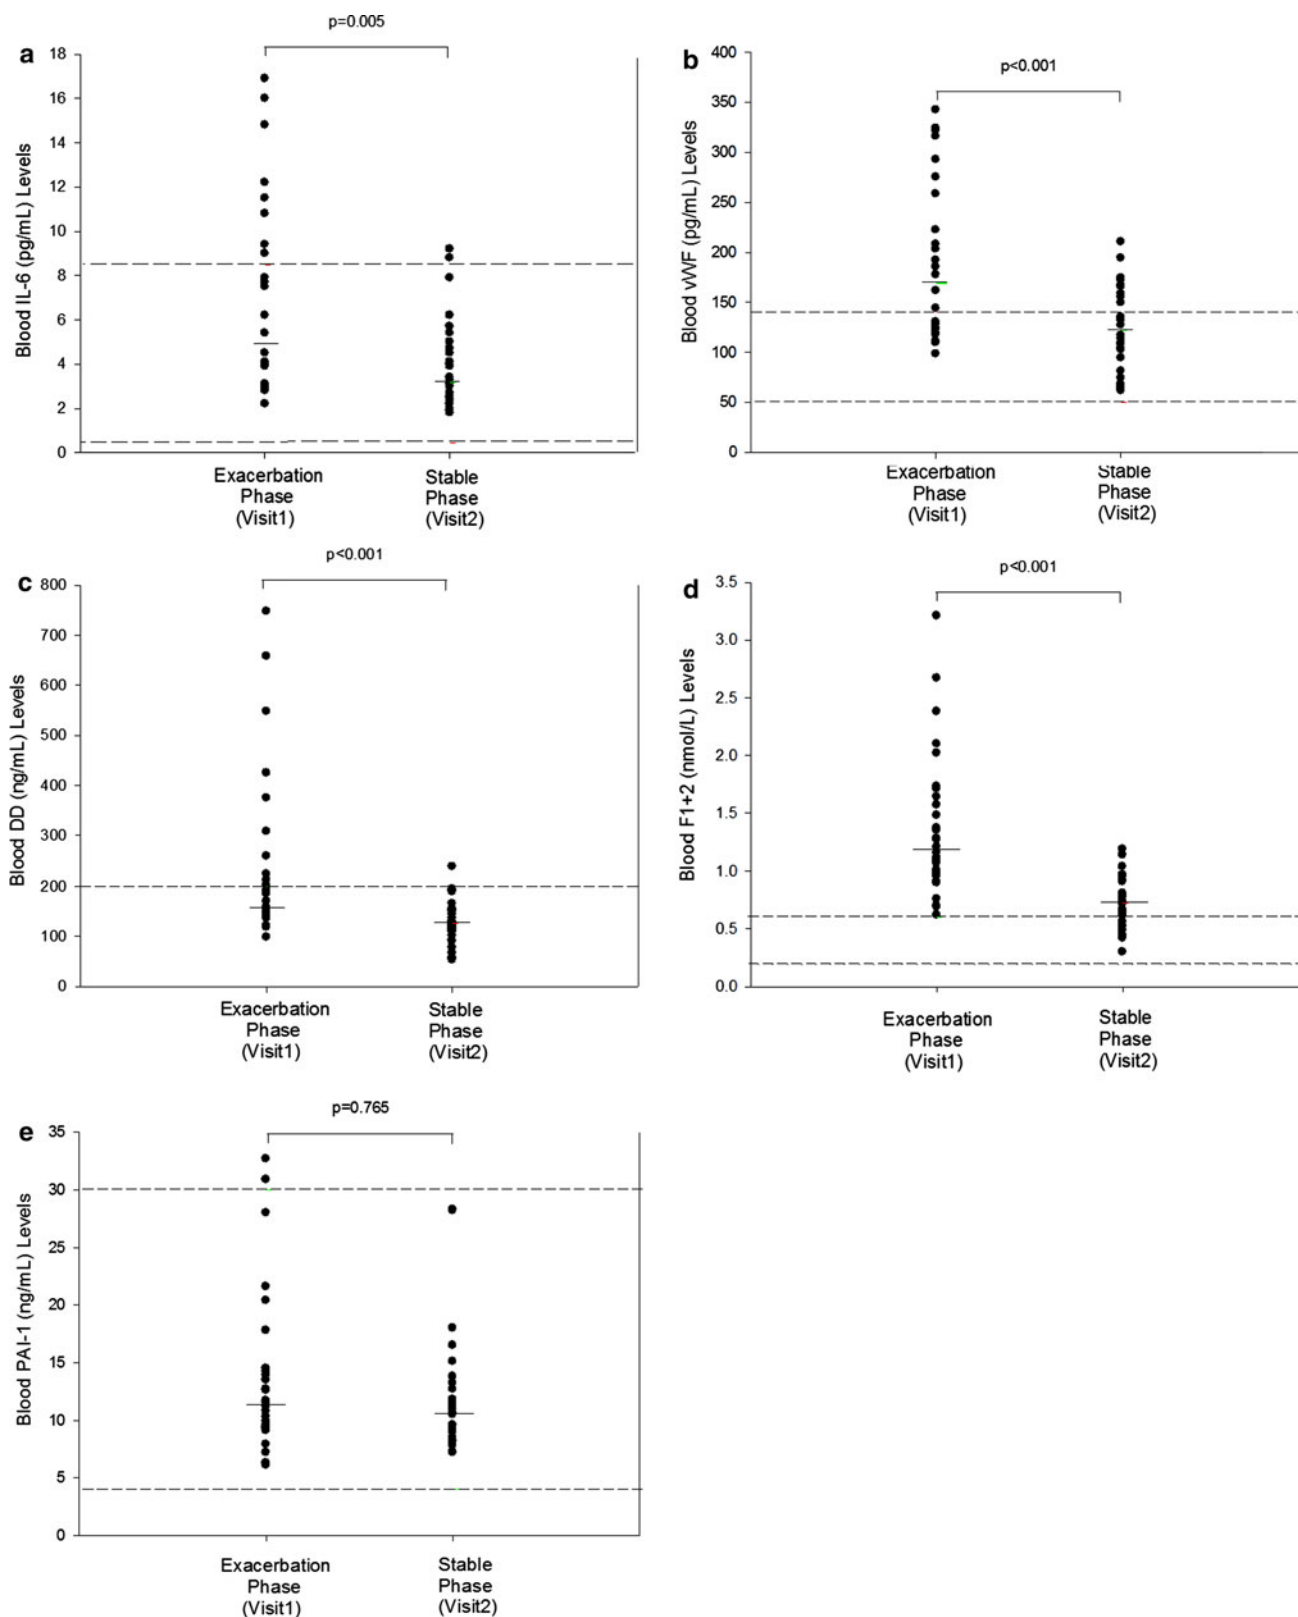 a
p=0.005
Blood IL-6 (pg/mL) Levels
18
16
14
12
10
8
6
4
2
0
Exacerbation
Phase
(Visit1)
Stable
Phase
(Visit2)
b
p<0.001
Blood vWF (pg/mL) Levels
400
350
300
250
200
150
100
50
0
Exacerbation
Phase
(Visit1)
Stable
Phase
(Visit2)
c
p<0.001
Blood DD (ng/mL) Levels
800
700
600
500
400
300
200
100
0
Exacerbation
Phase
(Visit1)
Stable
Phase
(Visit2)
d
p<0.001
Blood F1+2 (nmol/L) Levels
3.5
3.0
2.5
2.0
1.5
1.0
0.5
0.0
Exacerbation
Phase
(Visit1)
Stable
Phase
(Visit2)
e
p=0.765
Blood PAI-1 (ng/mL) Levels
35
30
25
20
15
10
5
0
Exacerbation
Phase
(Visit1)
Stable
Phase
(Visit2)